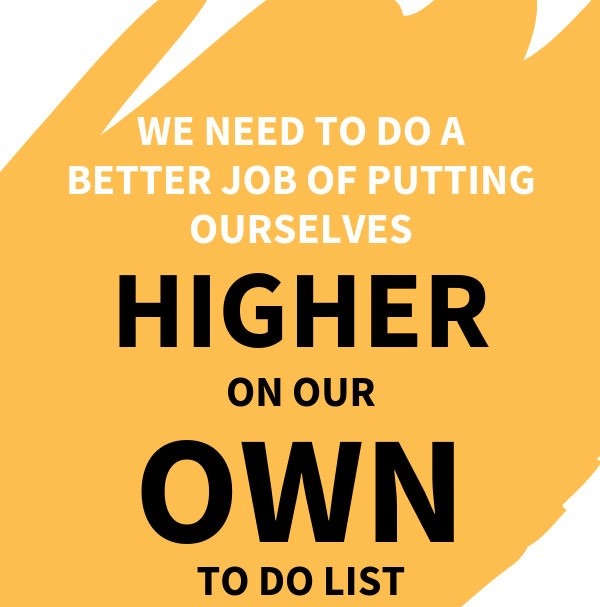 WE NEED TO DO A
BETTER JOB OF PUTTING
OURSELVES
HIGHER
ON OUR
OWN
TO DO LIST